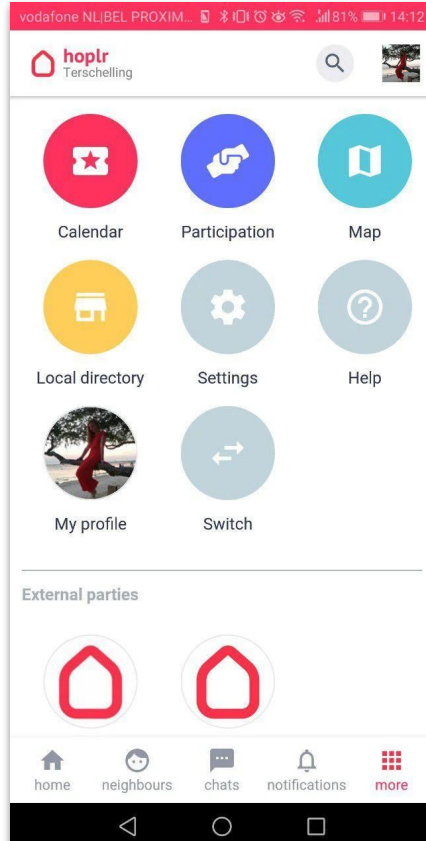 vodafone NL|BEL PROXIM... 81% 14:12
hoplr
Terschelling
Calendar Participation Map
Local directory Settings Help
My profile Switch
External parties
home neighbours chats notifications more